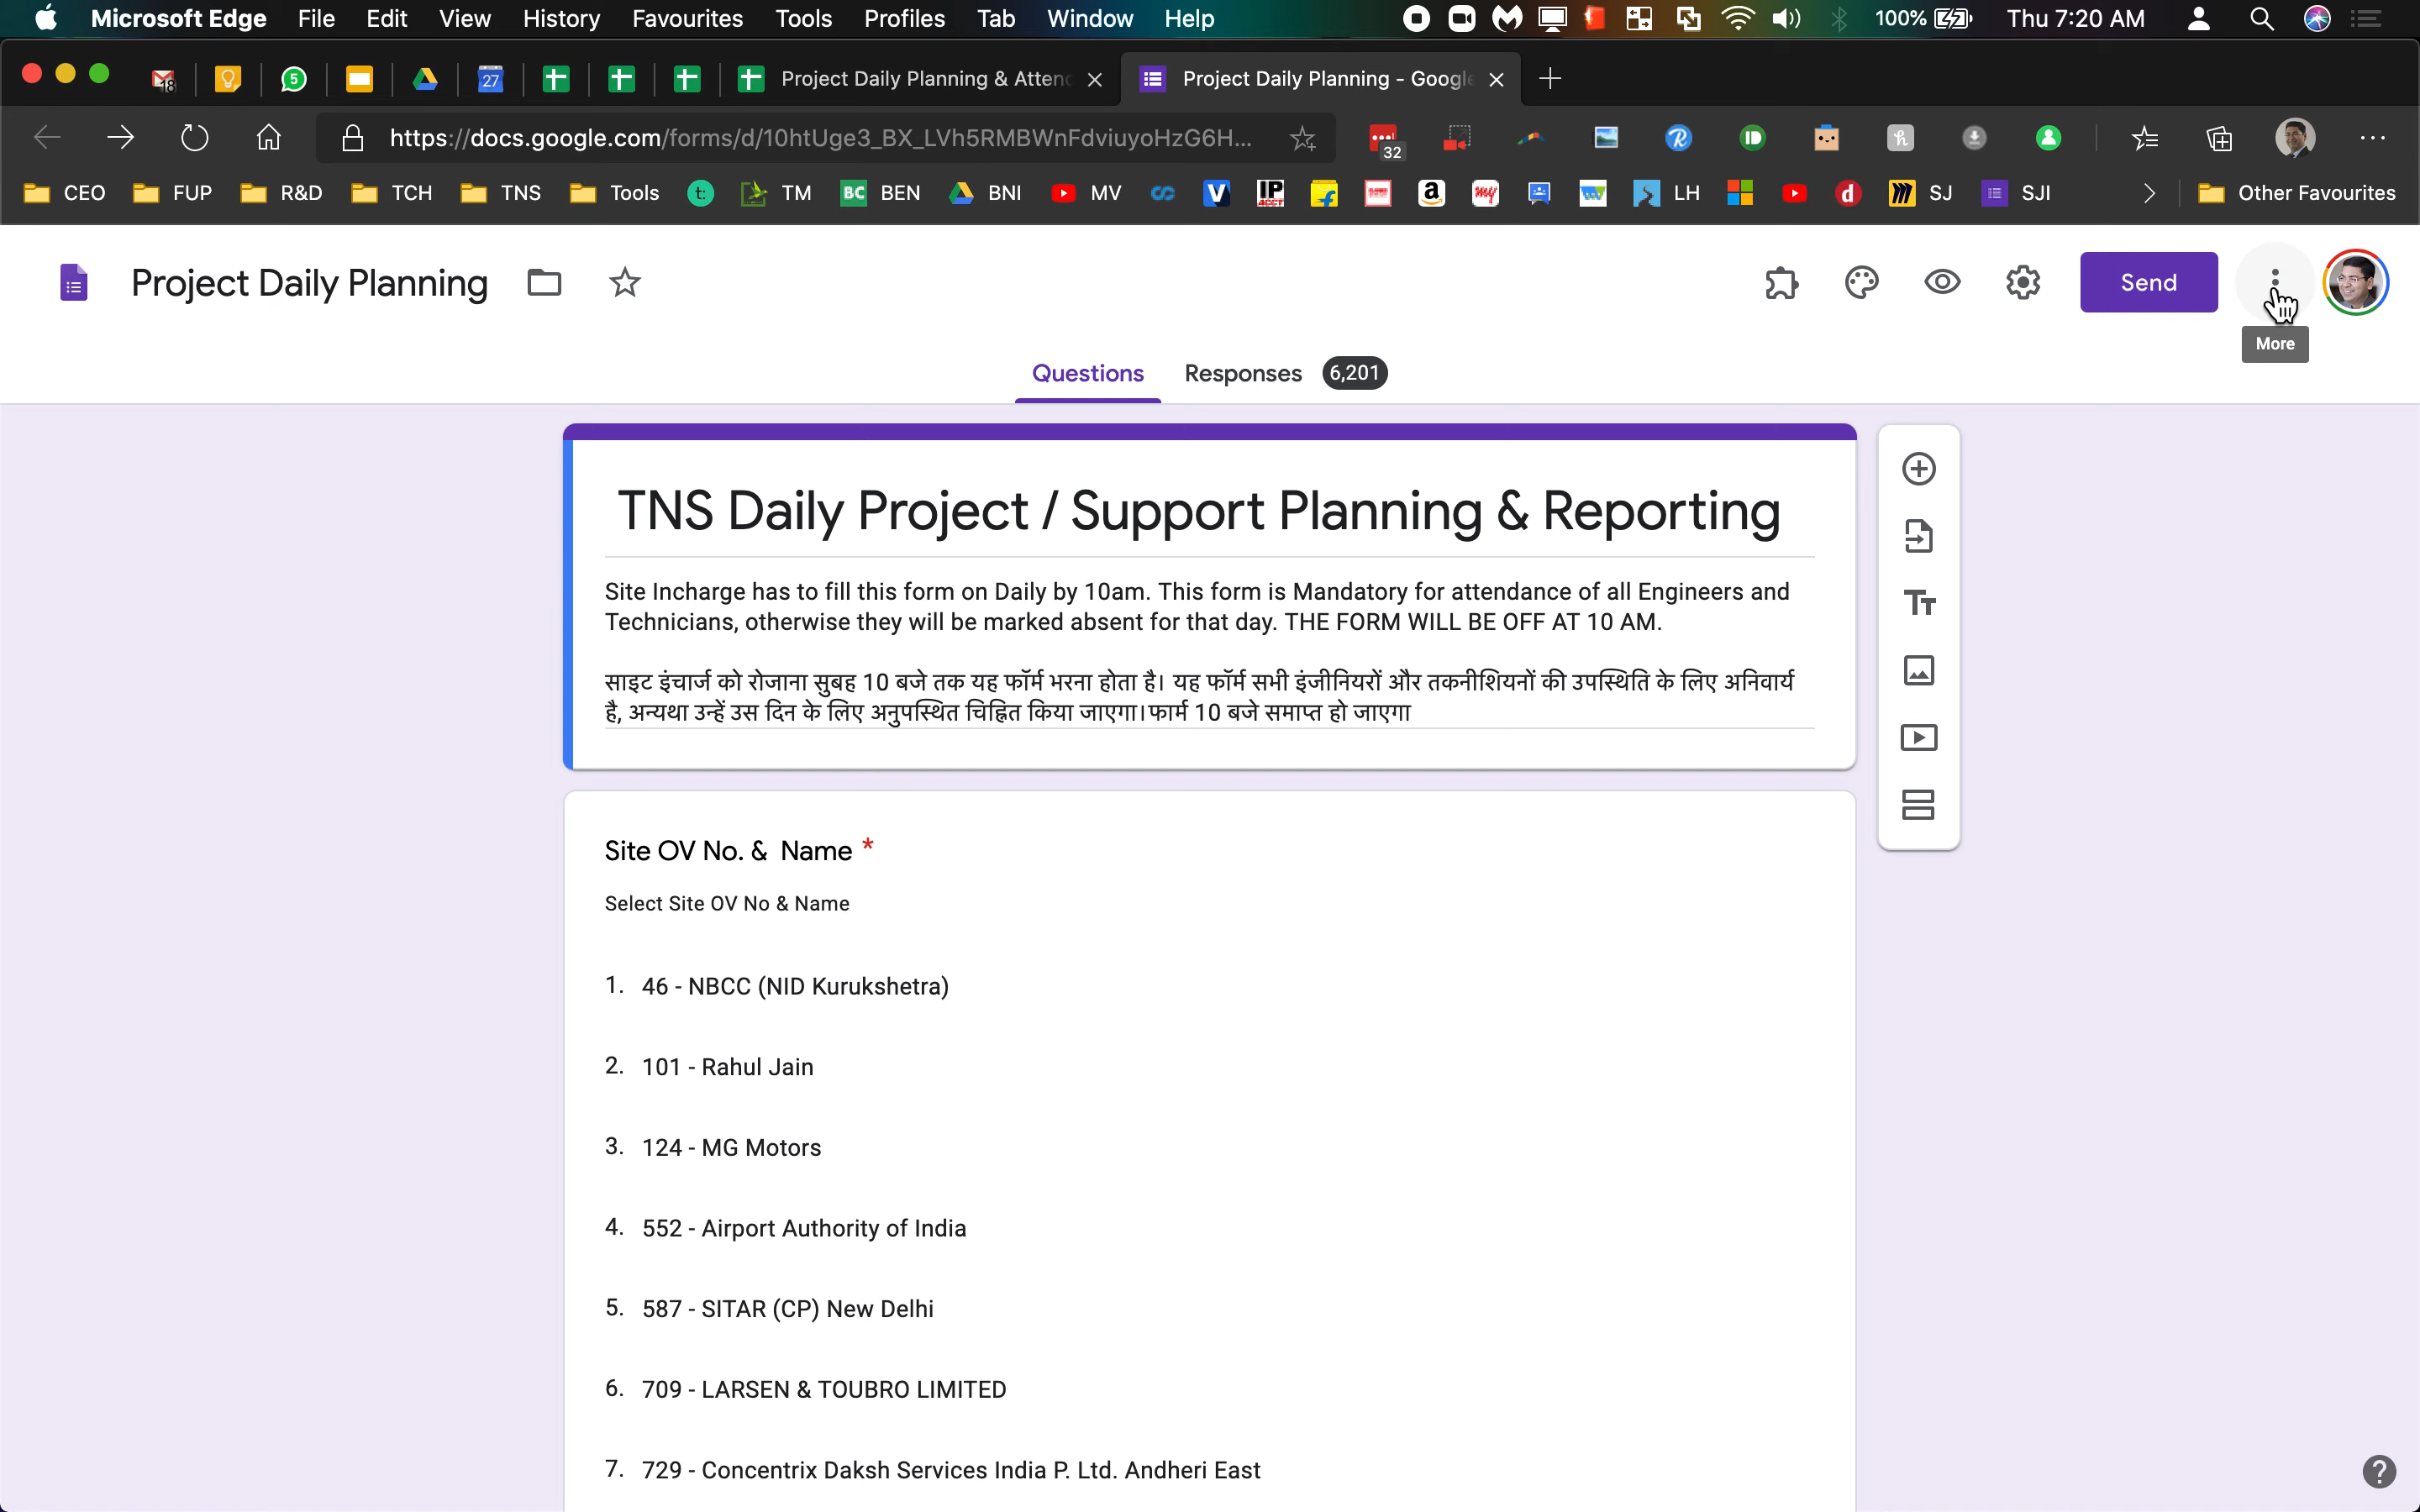 Microsoft Edge File Edit View History Favourites Tools Profiles Tab Window Help 100% Thu 7:20 AM
18 5 27 Project Daily Planning & Atten Project Daily Planning - Google
https://docs.google.com/forms/d/10htUge3_BX_LVh5RMBWnFdviuyoHzG6H... 32
CEO FUP R&D TCH TNS Tools t: TM BC BEN BNI MV V IP ACCT a my LH d SJ SJI Other Favourites
Project Daily Planning Send
More
Questions Responses 6,201
TNS Daily Project / Support Planning & Reporting
Site Incharge has to fill this form on Daily by 10am. This form is Mandatory for attendance of all Engineers and
Technicians, otherwise they will be marked absent for that day. THE FORM WILL BE OFF AT 10 AM.
साइट इंचार्ज को रोजाना सुबह 10 बजे तक यह फॉर्म भरना होता है। यह फॉर्म सभी इंजीनियरों और तकनीशियनों की उपस्थिति के लिए अनिवार्य
है, अन्यथा उन्हें उस दिन के लिए अनुपस्थित चिह्नित किया जाएगा।फार्म 10 बजे समाप्त हो जाएगा
Site OV No. & Name *
Select Site OV No & Name
1. 46 - NBCC (NID Kurukshetra)
2. 101 - Rahul Jain
3. 124 - MG Motors
4. 552 - Airport Authority of India
5. 587 - SITAR (CP) New Delhi
6. 709 - LARSEN & TOUBRO LIMITED
7. 729 - Concentrix Daksh Services India P. Ltd. Andheri East